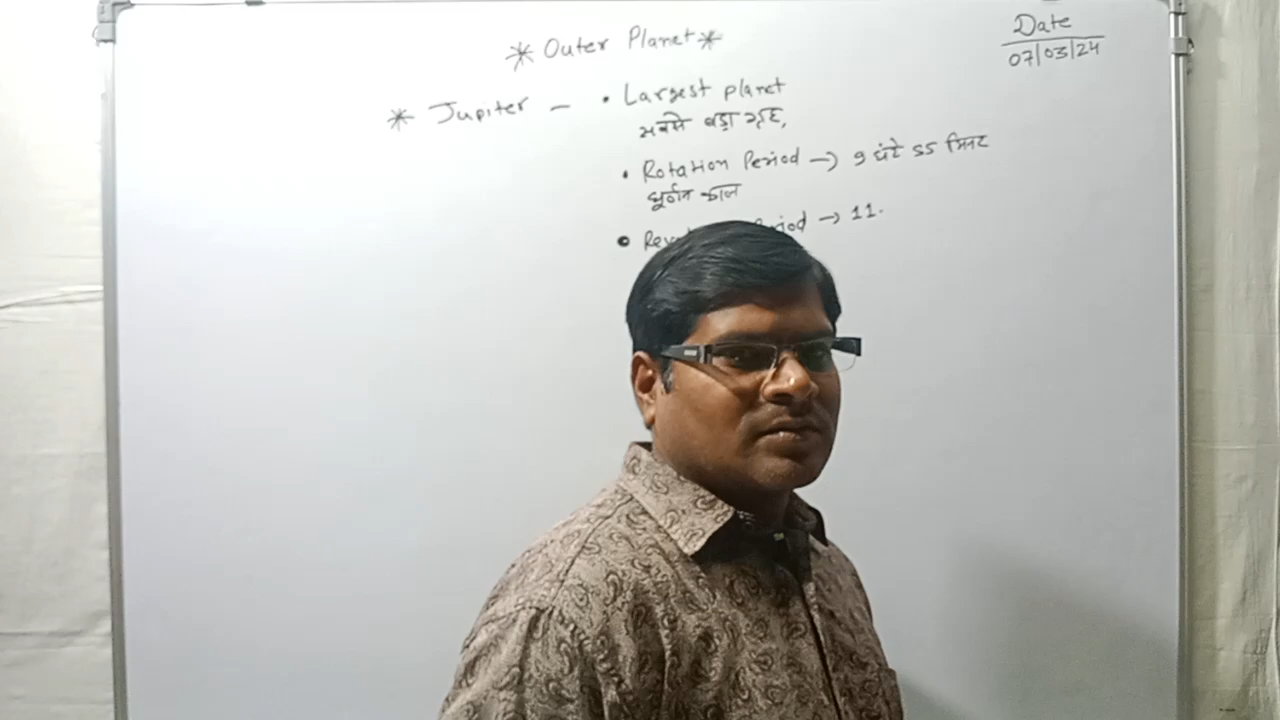 * Outer Planet *
Date
07/03/24
* Jupiter - • Largest planet
सबसे बड़ा ग्रह,
• Rotation Period → 9 घंटे 55 मिनट
घूर्णन काल
• → 11.